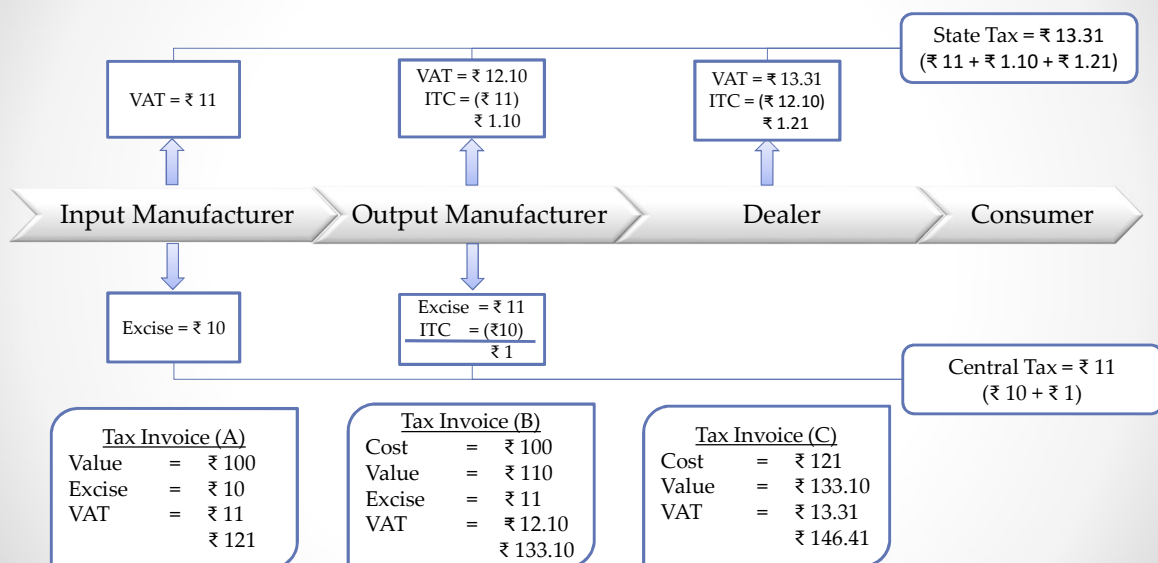 State Tax = ₹ 13.31
(₹ 11 + ₹ 1.10 + ₹ 1.21)
VAT = ₹ 11
VAT = ₹ 12.10
ITC = (₹ 11)
₹ 1.10
VAT = ₹ 13.31
ITC = (₹ 12.10)
₹ 1.21
Input Manufacturer
Output Manufacturer
Dealer
Consumer
Excise = ₹ 10
Excise = ₹ 11
ITC = (₹10)
₹ 1
Central Tax = ₹ 11
(₹ 10 + ₹ 1)
Tax Invoice (A)
Value = ₹ 100
Excise = ₹ 10
VAT = ₹ 11
₹ 121
Tax Invoice (B)
Cost = ₹ 100
Value = ₹ 110
Excise = ₹ 11
VAT = ₹ 12.10
₹ 133.10
Tax Invoice (C)
Cost = ₹ 121
Value = ₹ 133.10
VAT = ₹ 13.31
₹ 146.41